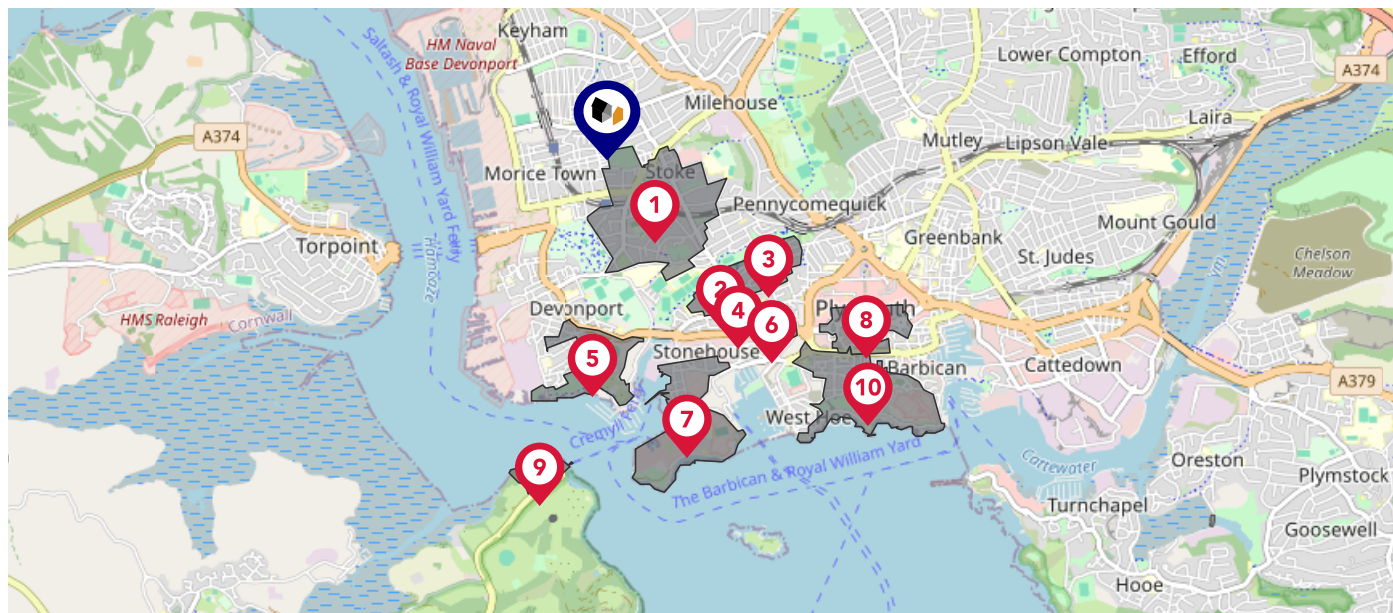 Keyham
HM Naval
Base Devonport
Saltash & Royal William Yard Ferry
Lower Compton
Efford
A374
Milehouse
Laira
A374
Mutley
Lipson Vale
Morice Town
Stoke
1
Pennycomequick
Mount Gould
Torpoint
Hamoaze
Greenbank
St. Judes
Chelson
Meadow
3
2
Devonport
4
6
Plymouth
8
HMS Raleigh
Cornwall
Stonehouse
5
Barbican
Cattedown
A379
10
7
West Hoe
Cremyll Ferry
The Barbican & Royal William Yard
9
Cattewater
Oreston
Plymstock
Turnchapel
Goosewell
Hooe